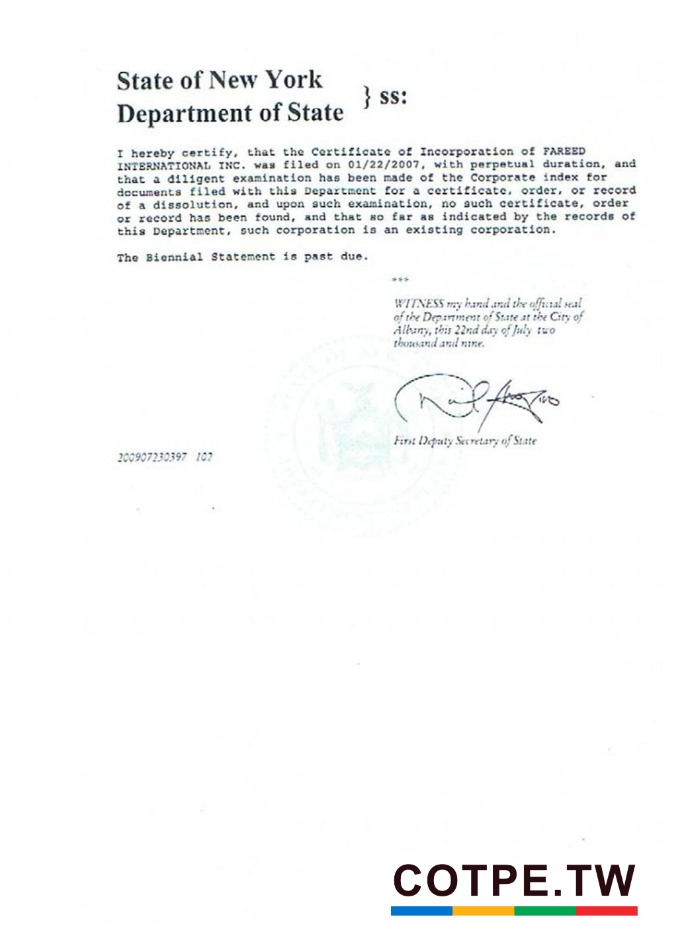 State of New York
Department of State } ss:
I hereby certify, that the Certificate of Incorporation of FAREED
INTERNATIONAL INC. was filed on 01/22/2007, with perpetual duration, and
that a diligent examination has been made of the Corporate index for
documents filed with this Department for a certificate, order, or record
of a dissolution, and upon such examination, no such certificate, order
or record has been found, and that so far as indicated by the records of
this Department, such corporation is an existing corporation.
The Biennial Statement is past due.
***
WITNESS my hand and the official seal
of the Department of State at the City of
Albany, this 22nd day of July two
thousand and nine.
First Deputy Secretary of State
200907230397 102
COTPE.TW